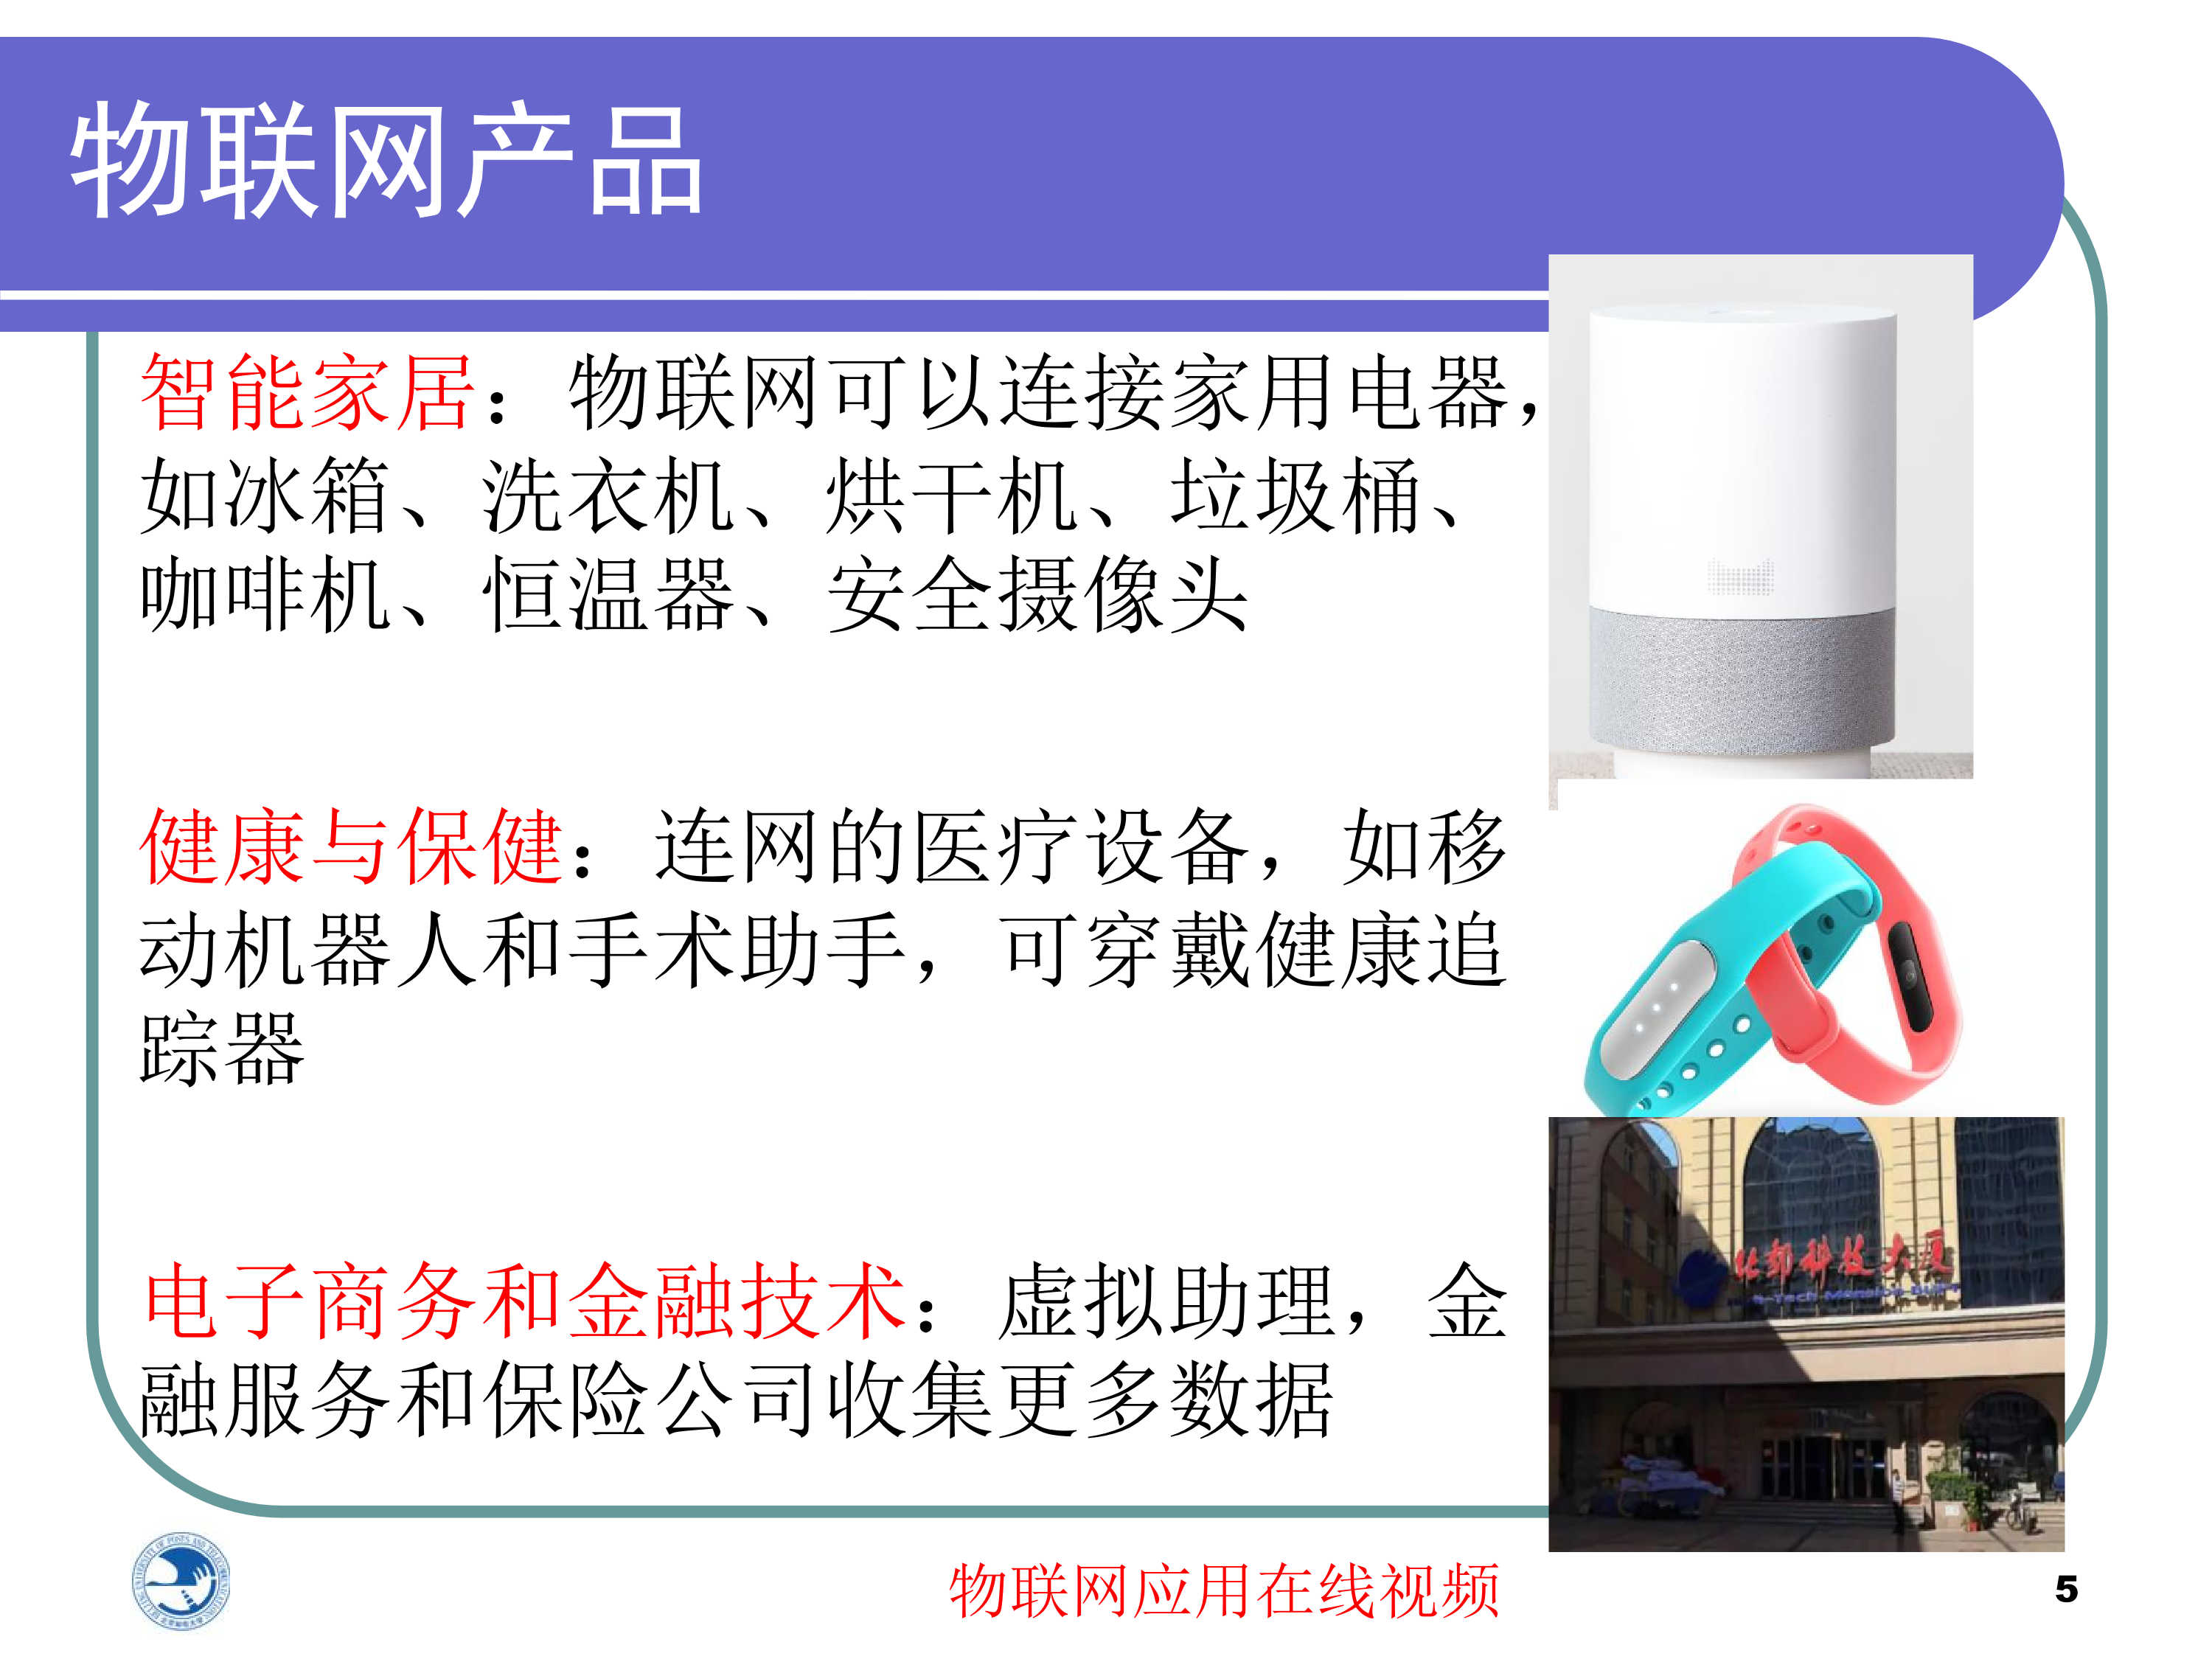 物联网产品
智能家居：物联网可以连接家用电器，
如冰箱、洗衣机、烘干机、垃圾桶、
咖啡机、恒温器、安全摄像头
健康与保健：连网的医疗设备，如移
动机器人和手术助手，可穿戴健康追
踪器
电子商务和金融技术：虚拟助理，金
融服务和保险公司收集更多数据
北邮科技大厦
物联网应用在线视频
5